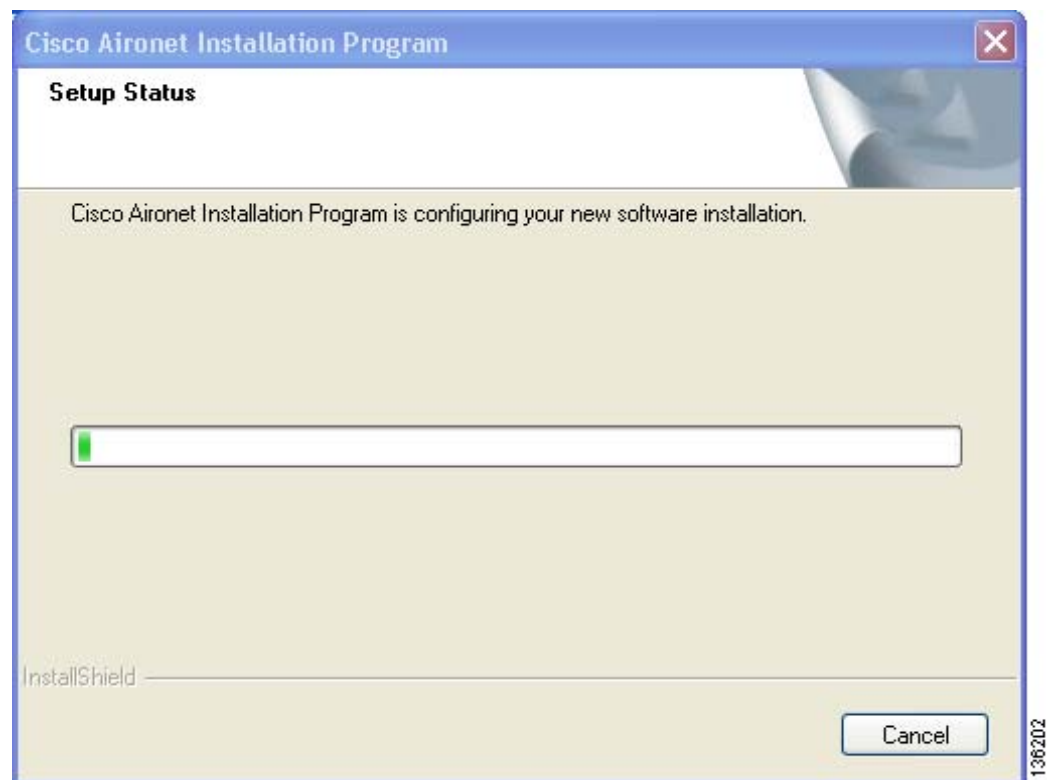 Cisco Aironet Installation Program
Setup Status
Cisco Aironet Installation Program is configuring your new software installation.
InstallShield
Cancel
136202